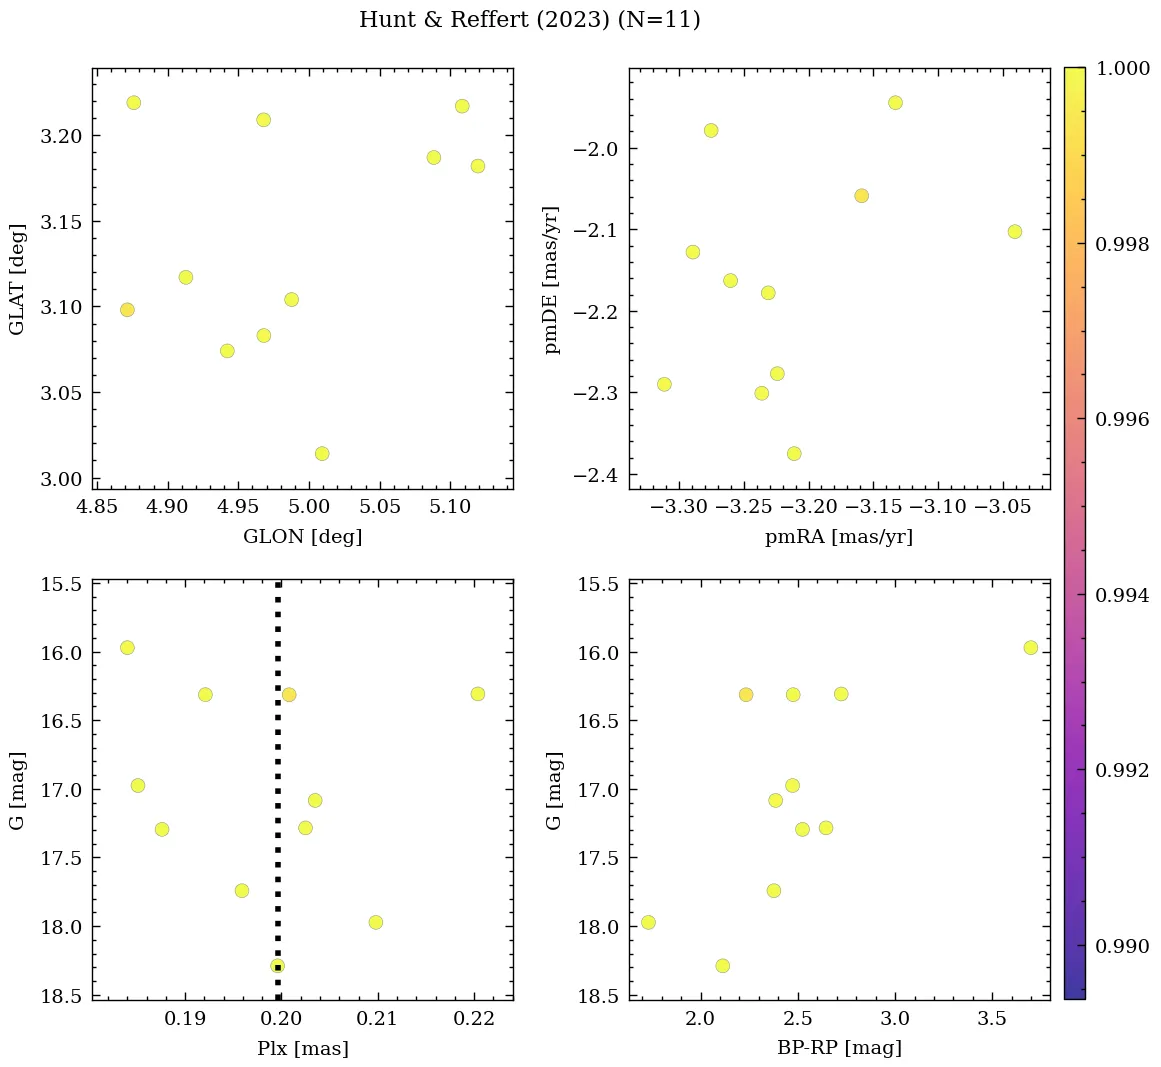 Hunt & Reffert (2023) (N=11)
GLAT [deg]
3.20
3.15
3.10
3.05
3.00
4.85 4.90 4.95 5.00 5.05 5.10
GLON [deg]
pmDE [mas/yr]
−2.0
−2.1
−2.2
−2.3
−2.4
−3.30 −3.25 −3.20 −3.15 −3.10 −3.05
pmRA [mas/yr]
1.000
0.998
0.996
0.994
0.992
0.990
G [mag]
15.5
16.0
16.5
17.0
17.5
18.0
18.5
0.19 0.20 0.21 0.22
Plx [mas]
G [mag]
15.5
16.0
16.5
17.0
17.5
18.0
18.5
2.0 2.5 3.0 3.5
BP-RP [mag]